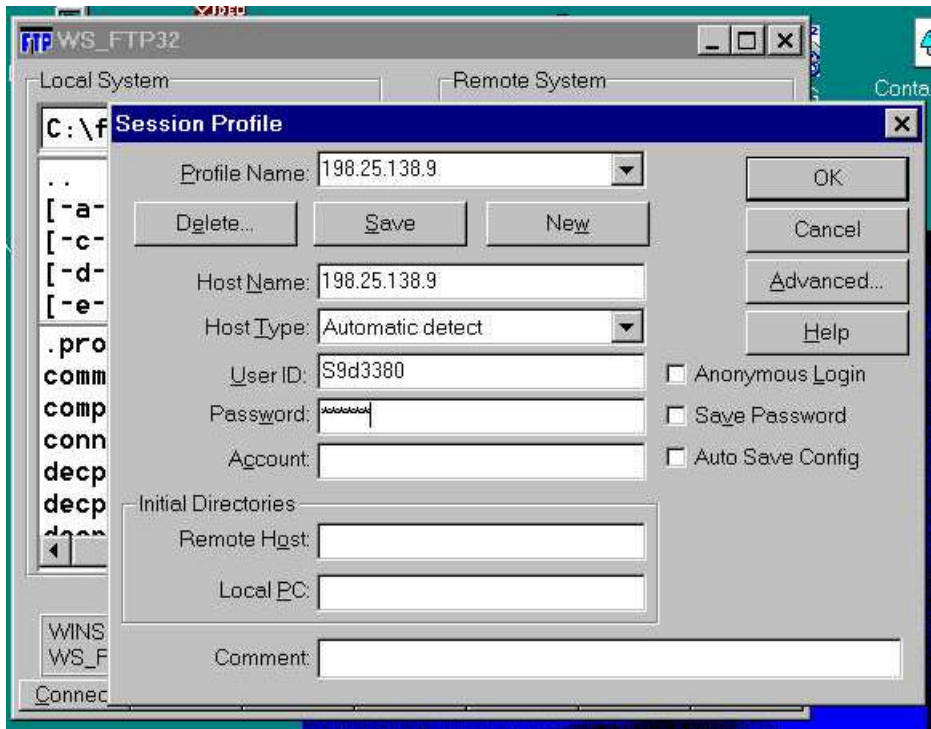 VIDEO
FTP WS_FTP32
Local System
Remote System
Conta
C:\f
Session Profile
Profile Name: 198.25.138.9
OK
Delete...
Save
New
Cancel
Host Name: 198.25.138.9
Advanced...
Host Type: Automatic detect
Help
User ID: S9d3380
Anonymous Login
Password: ******
Save Password
Account:
Auto Save Config
Initial Directories
Remote Host:
Local PC:
Comment:
..
[-a-
[-c-
[-d-
[-e-
.pro
comm
comp
conn
decp
decp
WINS
WS_F
Connec